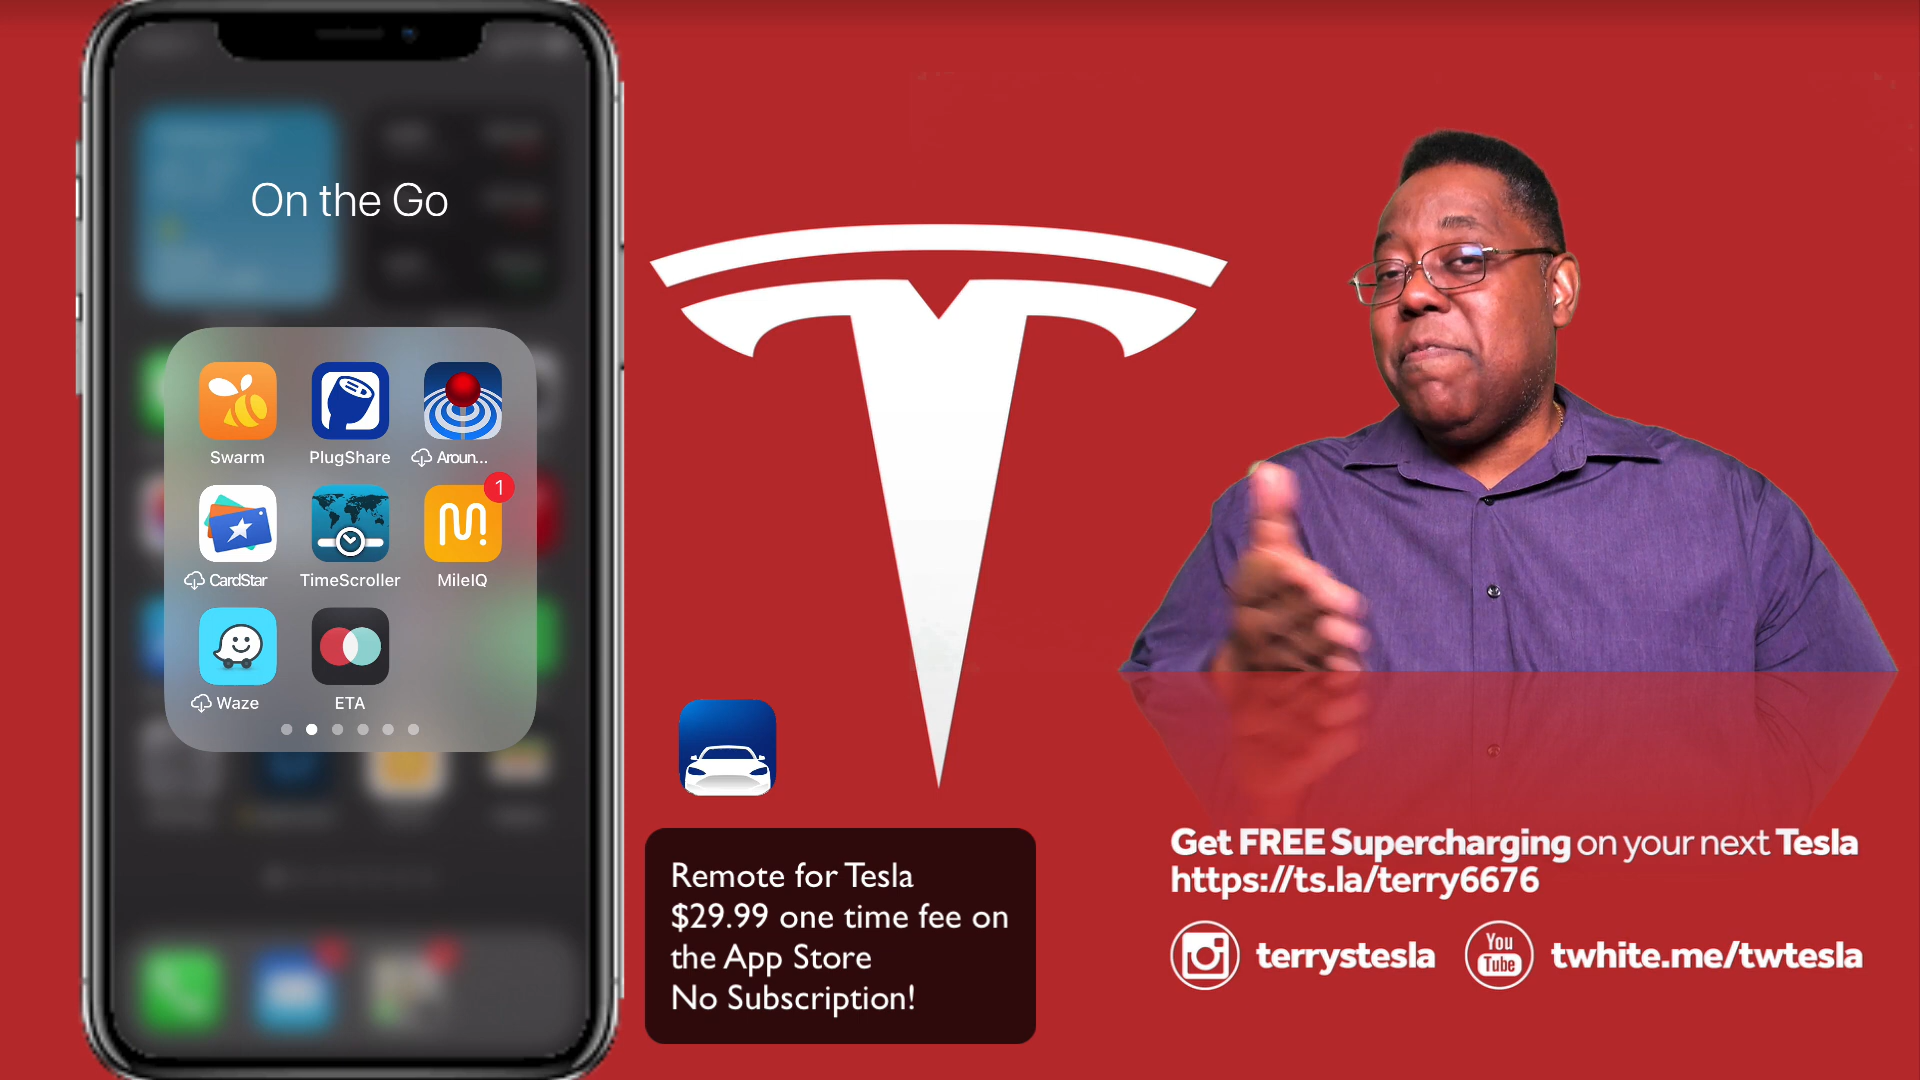 On the Go
Swarm
PlugShare
Aroun...
1
CardStar
TimeScroller
MileIQ
Waze
ETA
Remote for Tesla
$29.99 one time fee on
the App Store
No Subscription!
Get FREE Supercharging on your next Tesla
https://ts.la/terry6676
terrystesla
You
Tube
twhite.me/twtesla